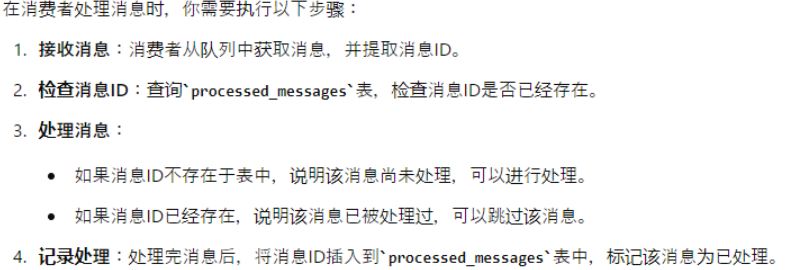 在消费者处理消息时，你需要执行以下步骤：
1. 接收消息：消费者从队列中获取消息，并提取消息ID。
2. 检查消息ID：查询`processed_messages`表，检查消息ID是否已经存在。
3. 处理消息：
• 如果消息ID不存在于表中，说明该消息尚未处理，可以进行处理。
• 如果消息ID已经存在，说明该消息已被处理过，可以跳过该消息。
4. 记录处理：处理完消息后，将消息ID插入到`processed_messages`表中，标记该消息为已处理。